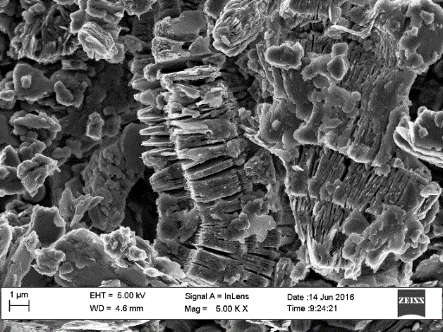 1 µm
EHT = 5.00 kV
Signal A = InLens
Date :14 Jun 2016
WD = 4.6 mm
Mag = 5.00 K X
Time :9:24:21
ZEISS